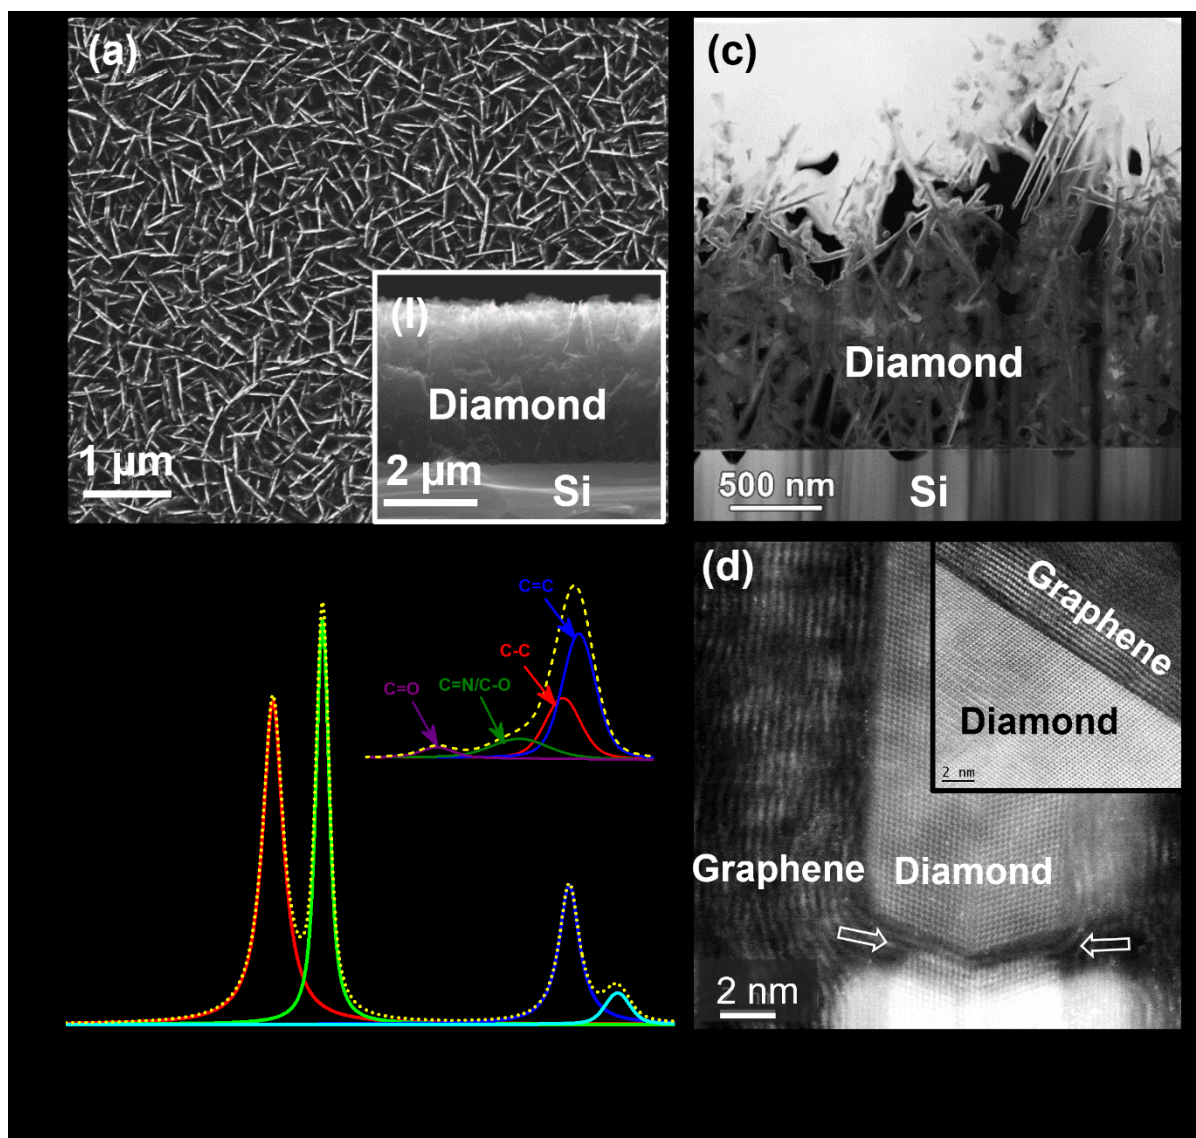 (a)
(I)
Diamond
1 µm
2 µm
Si
(c)
Diamond
500 nm
Si
C=C
C-C
C=N/C-O
C=O
(d)
Graphene
Diamond
2 nm
Graphene
Diamond
2 nm